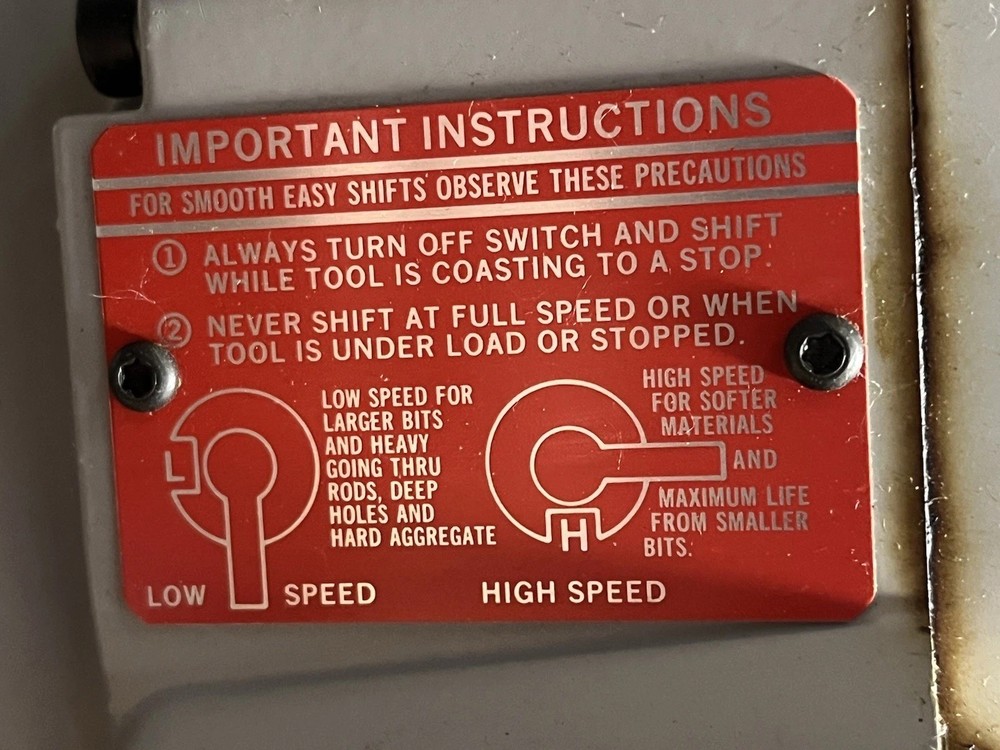 IMPORTANT INSTRUCTIONS
FOR SMOOTH EASY SHIFTS OBSERVE THESE PRECAUTIONS
① ALWAYS TURN OFF SWITCH AND SHIFT
WHILE TOOL IS COASTING TO A STOP.
② NEVER SHIFT AT FULL SPEED OR WHEN
TOOL IS UNDER LOAD OR STOPPED.
L
LOW SPEED FOR
LARGER BITS
AND HEAVY
GOING THRU
RODS, DEEP
HOLES AND
HARD AGGREGATE
LOW SPEED
HIGH SPEED
FOR SOFTER
MATERIALS
AND
MAXIMUM LIFE
FROM SMALLER
BITS.
H
HIGH SPEED